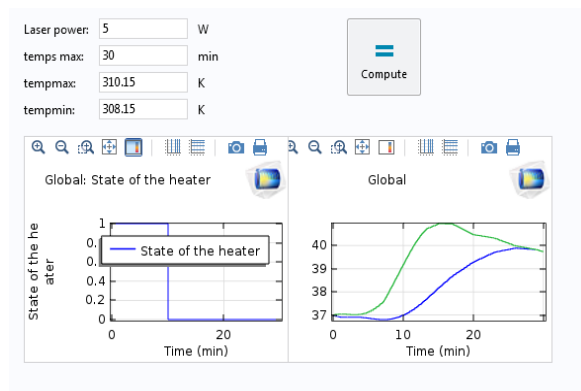 Laser power: 5 W
temps max: 30 min
tempmax: 310.15 K
tempmin: 308.15 K
Compute
Global: State of the heater
State of the he
ater
1
0.
0.
0.4
0.2
0
State of the heater
0 20
Time (min)
Global
40
39
38
37
0 10 20
Time (min)